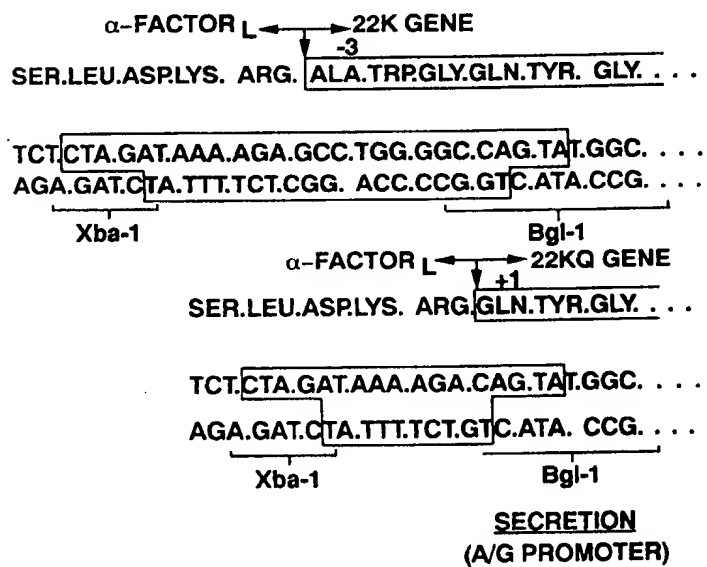 α-FACTOR L ←→ 22K GENE
-3
SER.LEU.ASP.LYS. ARG. ALA.TRP.GLY.GLN.TYR. GLY. . . . .
TCT.CTA.GAT.AAA.AGA.GCC.TGG.GGC.CAG.TAT.GGC. . . . .
AGA.GAT.CTA.TTT.TCT.CGG. ACC.CCG.GTC.ATA.CCG. . . . .
Xba-1 Bgl-1
α-FACTOR L ←→ 22KQ GENE
+1
SER.LEU.ASP.LYS. ARG.GLN.TYR.GLY. . . .
TCT.CTA.GAT.AAA.AGA.CAG.TAT.GGC. . . .
AGA.GAT.CTA.TTT.TCT.GTC.ATA. CCG. . . .
Xba-1 Bgl-1
SECRETION
(A/G PROMOTER)